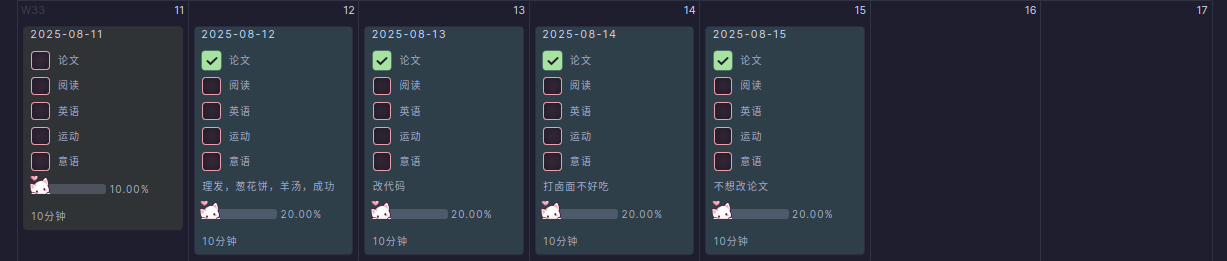 W33
11
12
13
14
15
16
17
2025-08-11
论文
阅读
英语
运动
意语
10.00%
10分钟
2025-08-12
论文
阅读
英语
运动
意语
理发，葱花饼，羊汤，成功
20.00%
10分钟
2025-08-13
论文
阅读
英语
运动
意语
改代码
20.00%
10分钟
2025-08-14
论文
阅读
英语
运动
意语
打卤面不好吃
20.00%
10分钟
2025-08-15
论文
阅读
英语
运动
意语
不想改论文
20.00%
10分钟